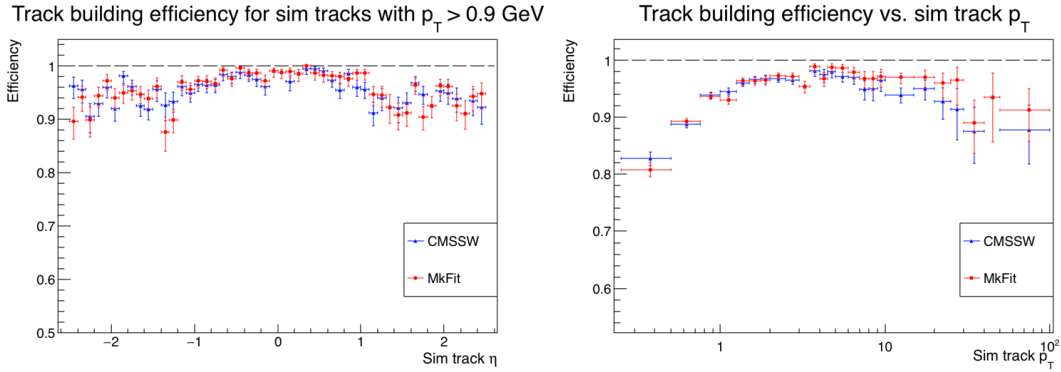 Track building efficiency for sim tracks with p_T > 0.9 GeV
Efficiency
1
0.9
0.8
0.7
0.6
0.5
−2
−1
0
1
2
Sim track η
CMSSW
MkFit
Track building efficiency vs. sim track p_T
Efficiency
1
0.9
0.8
0.7
0.6
1
10
10²
Sim track p_T
CMSSW
MkFit